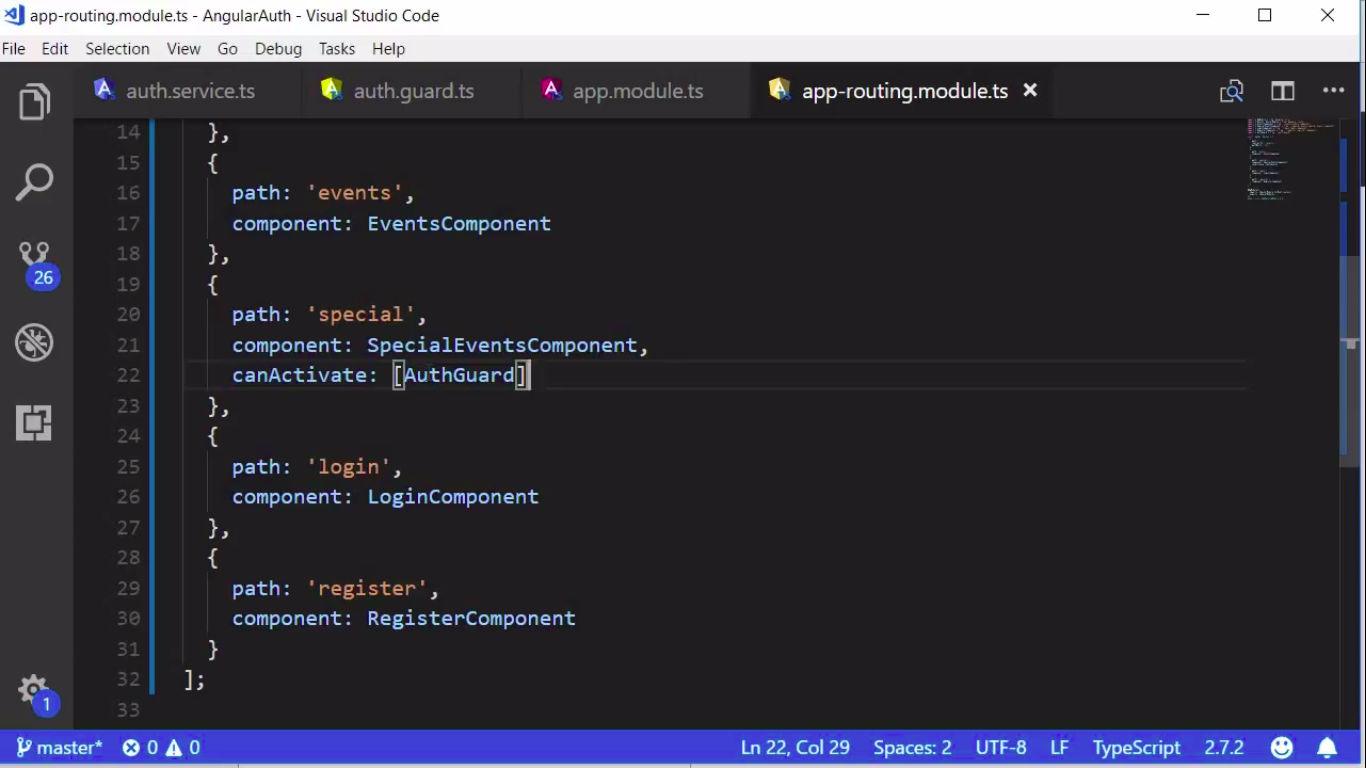 app-routing.module.ts - AngularAuth - Visual Studio Code
File Edit Selection View Go Debug Tasks Help
auth.service.ts auth.guard.ts app.module.ts app-routing.module.ts
14 },
15 {
16 path: 'events',
17 component: EventsComponent
18 },
19 {
20 path: 'special',
21 component: SpecialEventsComponent,
22 canActivate: [AuthGuard]
23 },
24 {
25 path: 'login',
26 component: LoginComponent
27 },
28 {
29 path: 'register',
30 component: RegisterComponent
31 }
32 ];
33
26
1
master* 0 0 Ln 22, Col 29 Spaces: 2 UTF-8 LF TypeScript 2.7.2